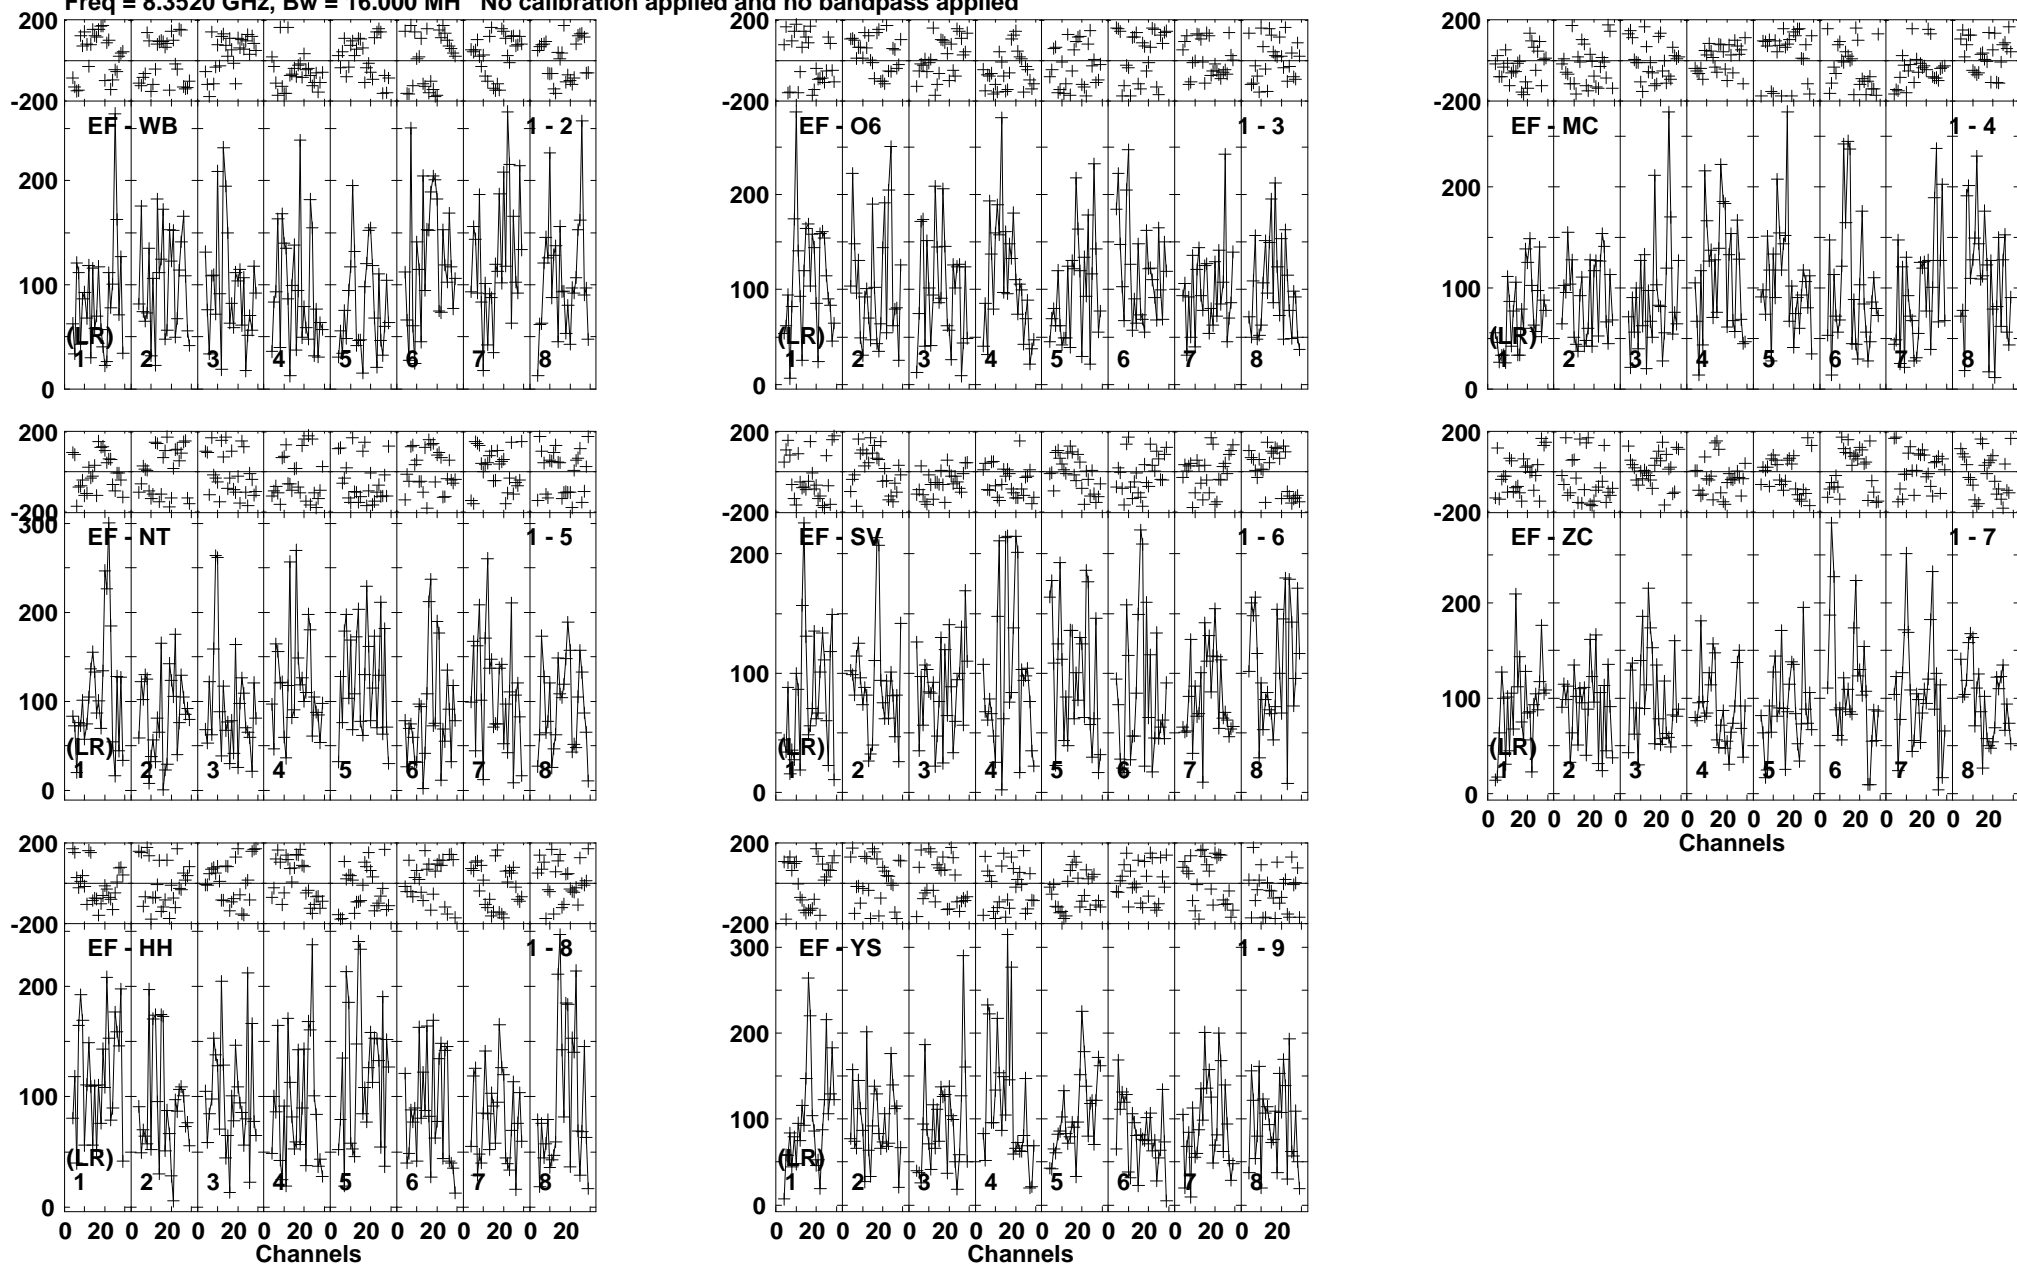 Freq = 8.3520 GHz, Bw = 16.000 MH No calibration applied and no bandpass applied
200 200 200
-200 -200 -200
EF - WB 1 - 2 EF - O6 1 - 3 EF - MC 1 - 4
200 200 200
100 100 100
(LR) (LR) (LR)
1 2 3 4 5 6 7 8 1 2 3 4 5 6 7 8 1 2 3 4 5 6 7 8
0 0 0
200 200 200
-200 -200 -200
300
EF - NT 1 - 5 EF - SV 1 - 6 EF - ZC 1 - 7
200 200 200
100 100 100
(LR) (LR) (LR)
1 2 3 4 5 6 7 8 1 2 3 4 5 6 7 8 1 2 3 4 5 6 7 8
0 0 0
0 20 0 20 0 20 0 20 0 20 0 20 0 20 0 20
Channels
200 200
-200 -200
EF - HH 1 - 8 EF - YS 1 - 9
300
200 200
100 100
(LR) (LR)
1 2 3 4 5 6 7 8 1 2 3 4 5 6 7 8
0 0
0 20 0 20 0 20 0 20 0 20 0 20 0 20 0 20 0 20 0 20 0 20 0 20 0 20 0 20 0 20 0 20
Channels Channels